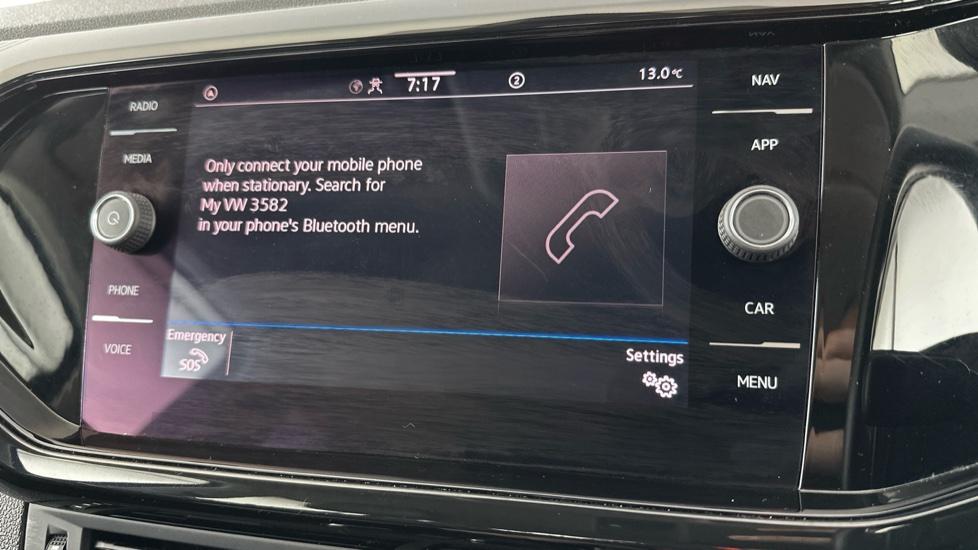 7:17
2
13.0°C
RADIO
MEDIA
PHONE
VOICE
Only connect your mobile phone
when stationary. Search for
My VW 3582
in your phone's Bluetooth menu.
Emergency
SOS
Settings
NAV
APP
CAR
MENU